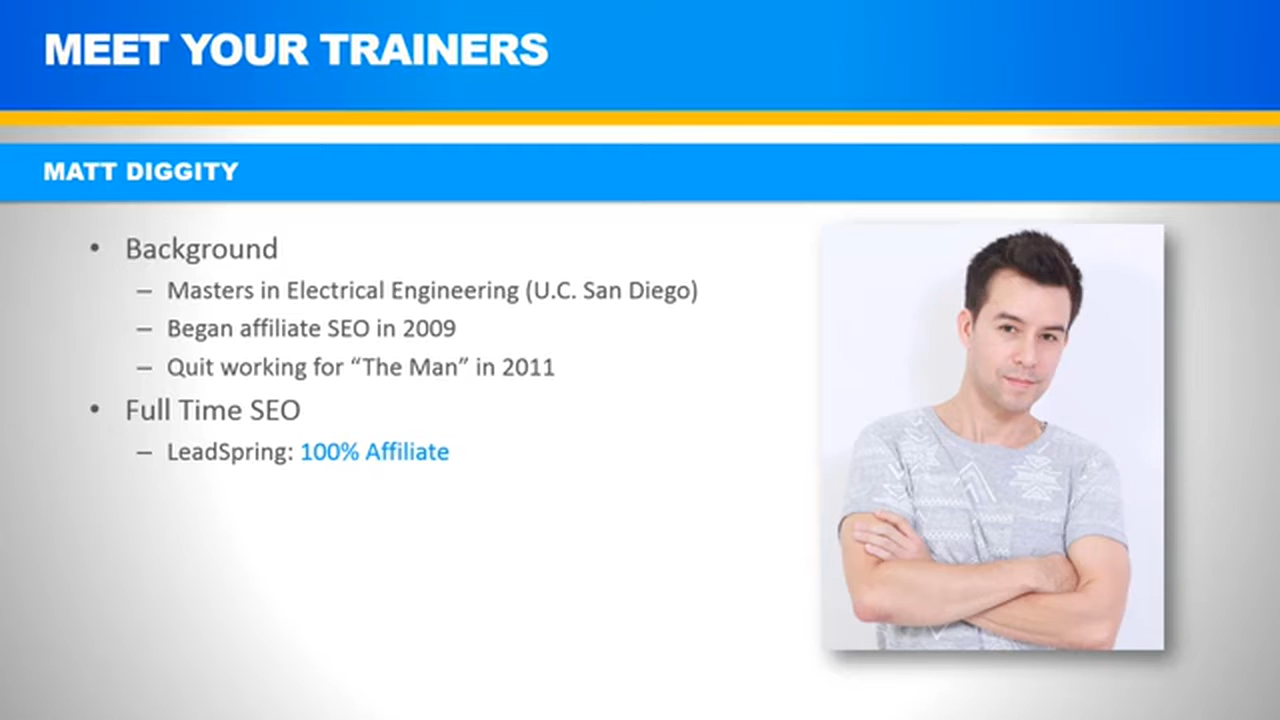 MEET YOUR TRAINERS
MATT DIGGITY
• Background
– Masters in Electrical Engineering (U.C. San Diego)
– Began affiliate SEO in 2009
– Quit working for “The Man” in 2011
• Full Time SEO
– LeadSpring: 100% Affiliate